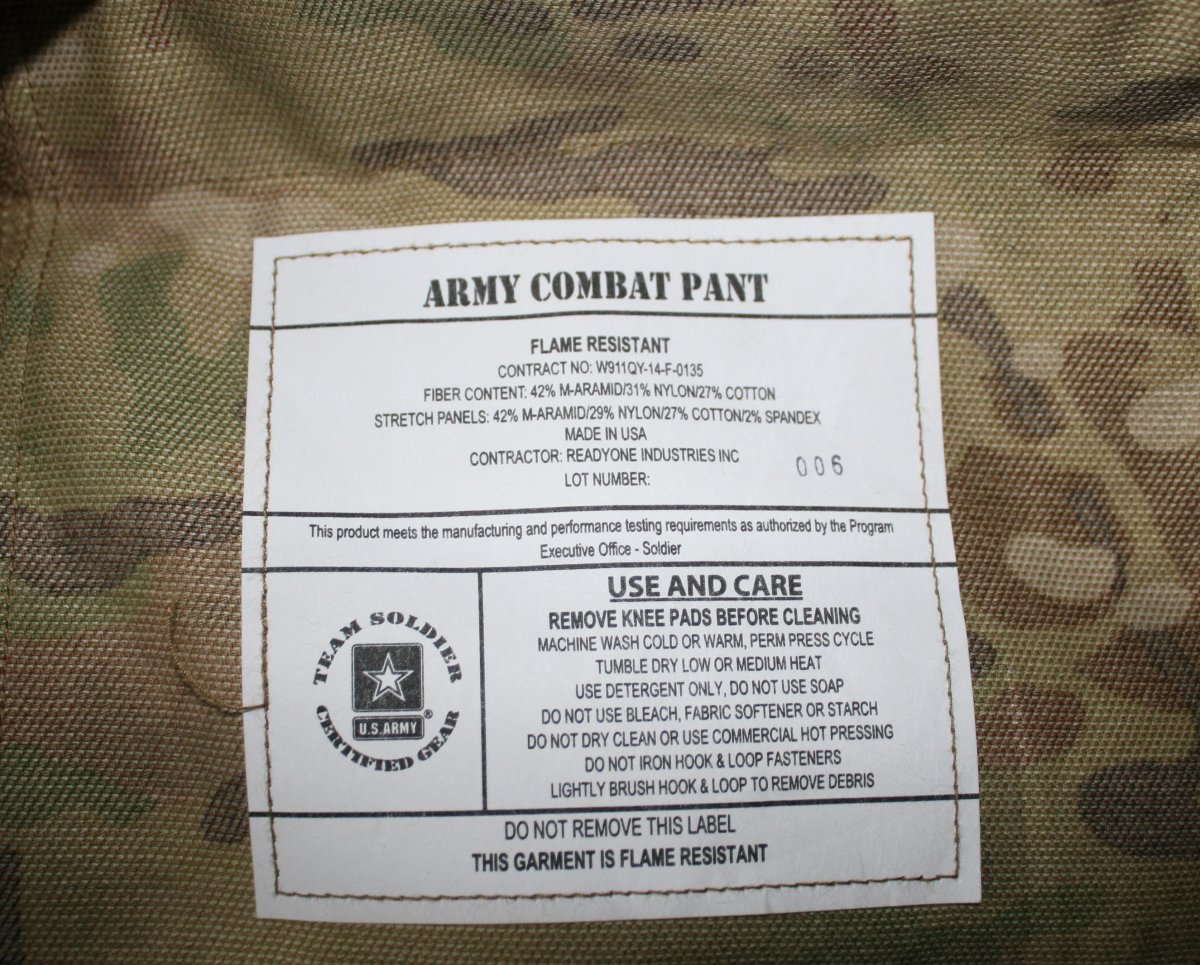 ARMY COMBAT PANT
FLAME RESISTANT
CONTRACT NO: W911QY-14-F-0135
FIBER CONTENT: 42% M-ARAMID/31% NYLON/27% COTTON
STRETCH PANELS: 42% M-ARAMID/29% NYLON/27% COTTON/2% SPANDEX
MADE IN USA
CONTRACTOR: READYONE INDUSTRIES INC
LOT NUMBER: 006
This product meets the manufacturing and performance testing requirements as authorized by the Program
Executive Office - Soldier
TEAM SOLDIER
U.S.ARMY®
CERTIFIED GEAR
USE AND CARE
REMOVE KNEE PADS BEFORE CLEANING
MACHINE WASH COLD OR WARM, PERM PRESS CYCLE
TUMBLE DRY LOW OR MEDIUM HEAT
USE DETERGENT ONLY, DO NOT USE SOAP
DO NOT USE BLEACH, FABRIC SOFTENER OR STARCH
DO NOT DRY CLEAN OR USE COMMERCIAL HOT PRESSING
DO NOT IRON HOOK & LOOP FASTENERS
LIGHTLY BRUSH HOOK & LOOP TO REMOVE DEBRIS
DO NOT REMOVE THIS LABEL
THIS GARMENT IS FLAME RESISTANT